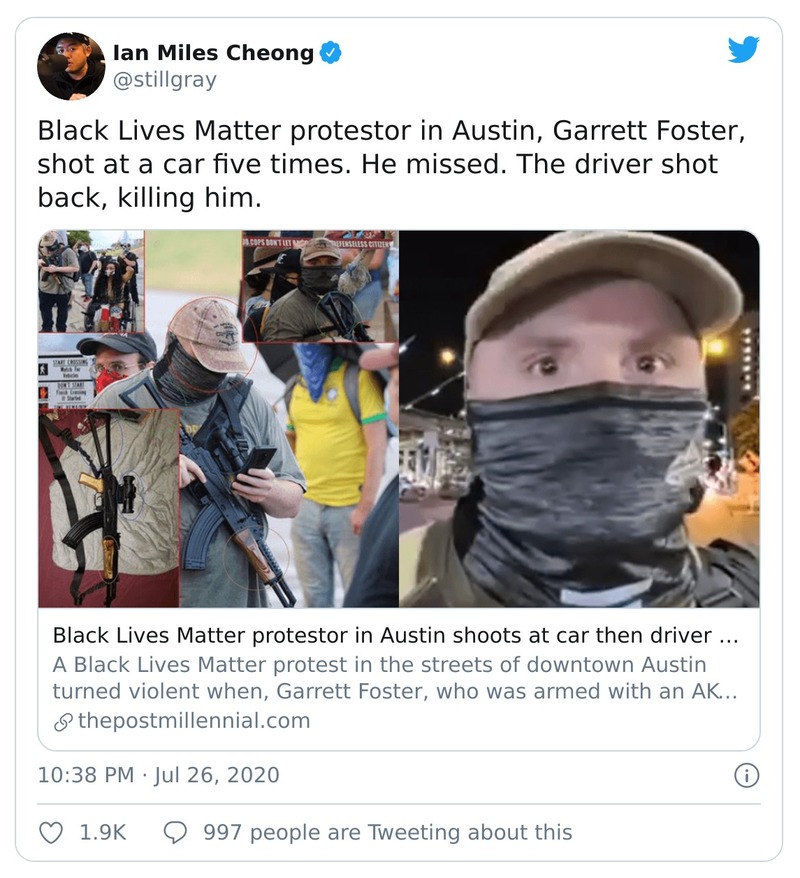 Ian Miles Cheong
@stillgray
Black Lives Matter protestor in Austin, Garrett Foster,
shot at a car five times. He missed. The driver shot
back, killing him.
START CROSSING
Watch For
Vehicles
DON'T START
Finish Crossing
If Started
COPS DON'T LET
DEFENSELESS CITIZEN
Black Lives Matter protestor in Austin shoots at car then driver ...
A Black Lives Matter protest in the streets of downtown Austin
turned violent when, Garrett Foster, who was armed with an AK...
thepostmillennial.com
10:38 PM · Jul 26, 2020
1.9K
997 people are Tweeting about this